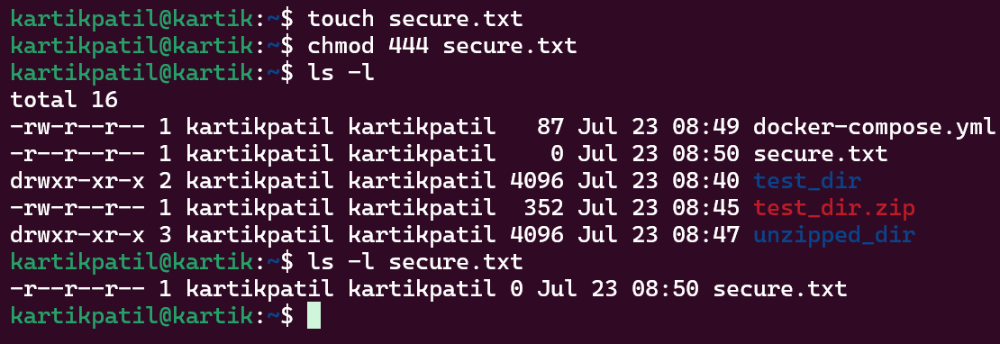 kartikpatil@kartik:~$ touch secure.txt
kartikpatil@kartik:~$ chmod 444 secure.txt
kartikpatil@kartik:~$ ls -l
total 16
-rw-r--r-- 1 kartikpatil kartikpatil   87 Jul 23 08:49 docker-compose.yml
-r--r--r-- 1 kartikpatil kartikpatil    0 Jul 23 08:50 secure.txt
drwxr-xr-x 2 kartikpatil kartikpatil 4096 Jul 23 08:40 test_dir
-rw-r--r-- 1 kartikpatil kartikpatil  352 Jul 23 08:45 test_dir.zip
drwxr-xr-x 3 kartikpatil kartikpatil 4096 Jul 23 08:47 unzipped_dir
kartikpatil@kartik:~$ ls -l secure.txt
-r--r--r-- 1 kartikpatil kartikpatil 0 Jul 23 08:50 secure.txt
kartikpatil@kartik:~$